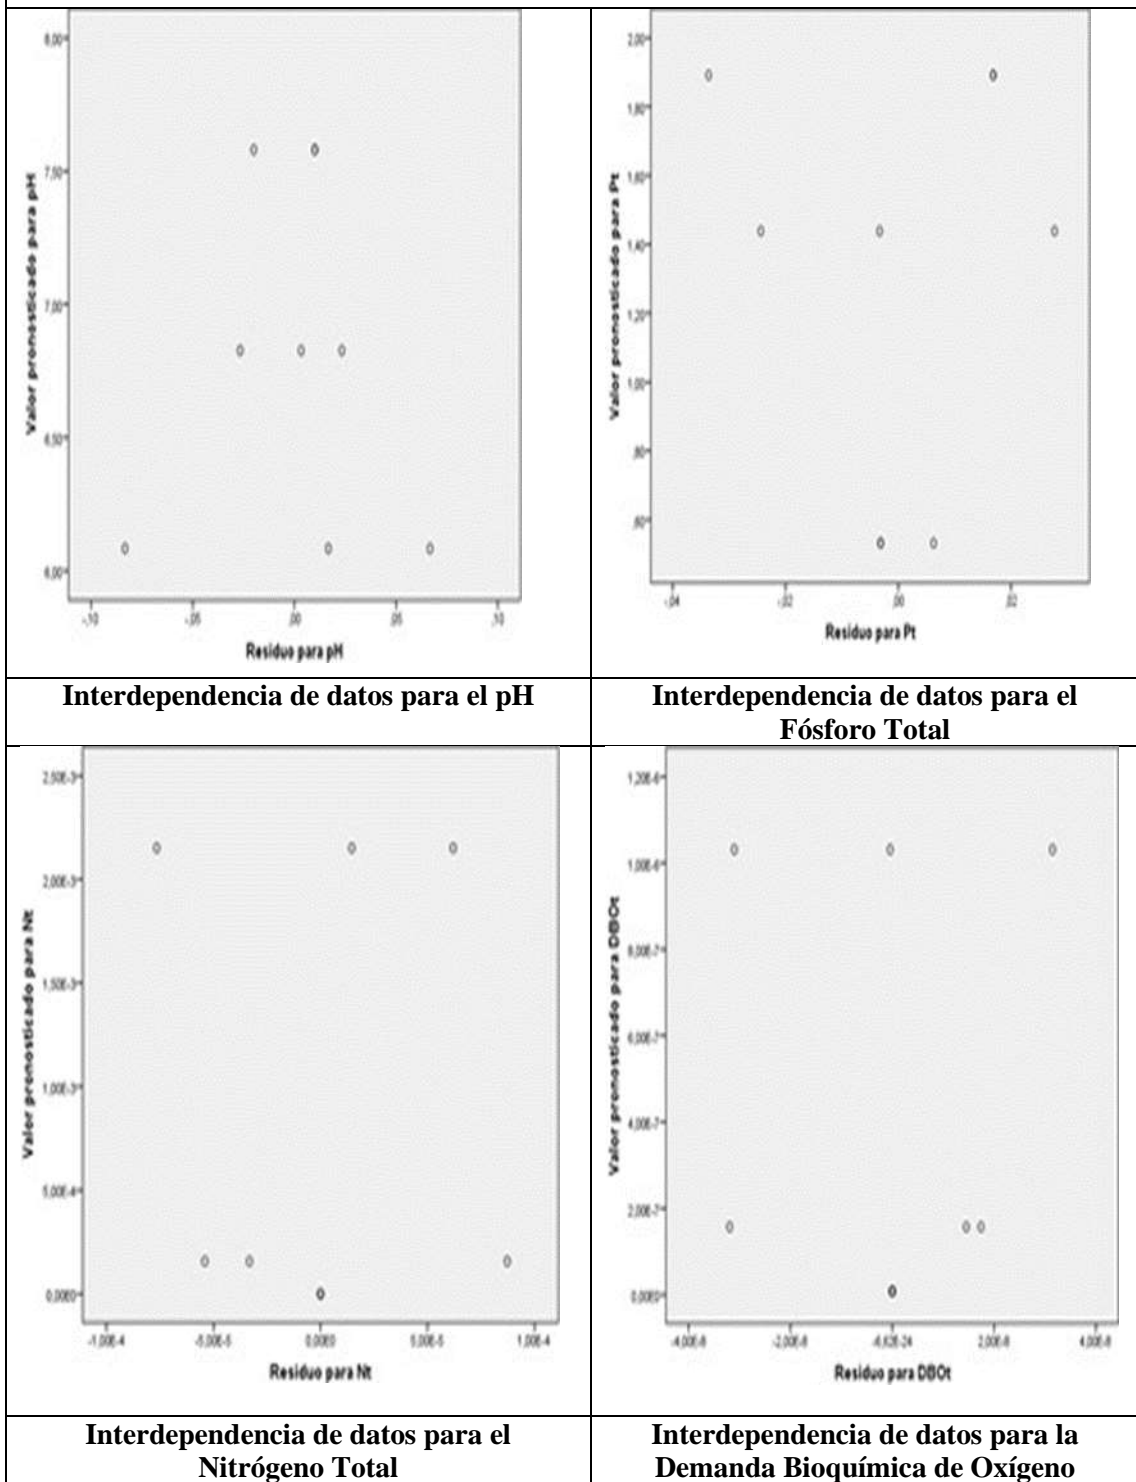 8,00
7,50
7,00
6,50
6,00
Valor pronosticado para pH
-,10
-,05
,00
,05
,10
Residuo para pH
2,00
1,80
1,60
1,40
1,20
1,00
,80
,60
Valor pronosticado para Pt
-,04
-,02
,00
,02
Residuo para Pt
Interdependencia de datos para el pH
Interdependencia de datos para el
Fósforo Total
2,50E-3
2,00E-3
1,50E-3
1,00E-3
5,00E-4
0,00E0
Valor pronosticado para Nt
-1,00E-4
-5,00E-5
0,00E0
5,00E-5
1,00E-4
Residuo para Nt
1,20E-6
1,00E-6
8,00E-7
6,00E-7
4,00E-7
2,00E-7
0,00E0
Valor pronosticado para DBOt
-4,00E-8
-2,00E-8
2,00E-8
4,00E-8
Residuo para DBOt
Interdependencia de datos para el
Nitrógeno Total
Interdependencia de datos para la
Demanda Bioquímica de Oxígeno